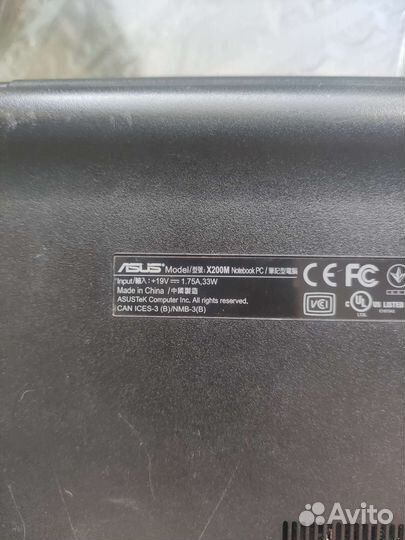 ASUS Model/型號: X200M Notebook PC / 筆記型電腦
Input/輸入: +19V ⎓ 1.75A,33W
Made in China / 中國製造
ASUSTeK Computer Inc. All rights reserved.
CAN ICES-3 (B)/NMB-3(B)
CE FC
VCI
c UL US LISTED
Avito